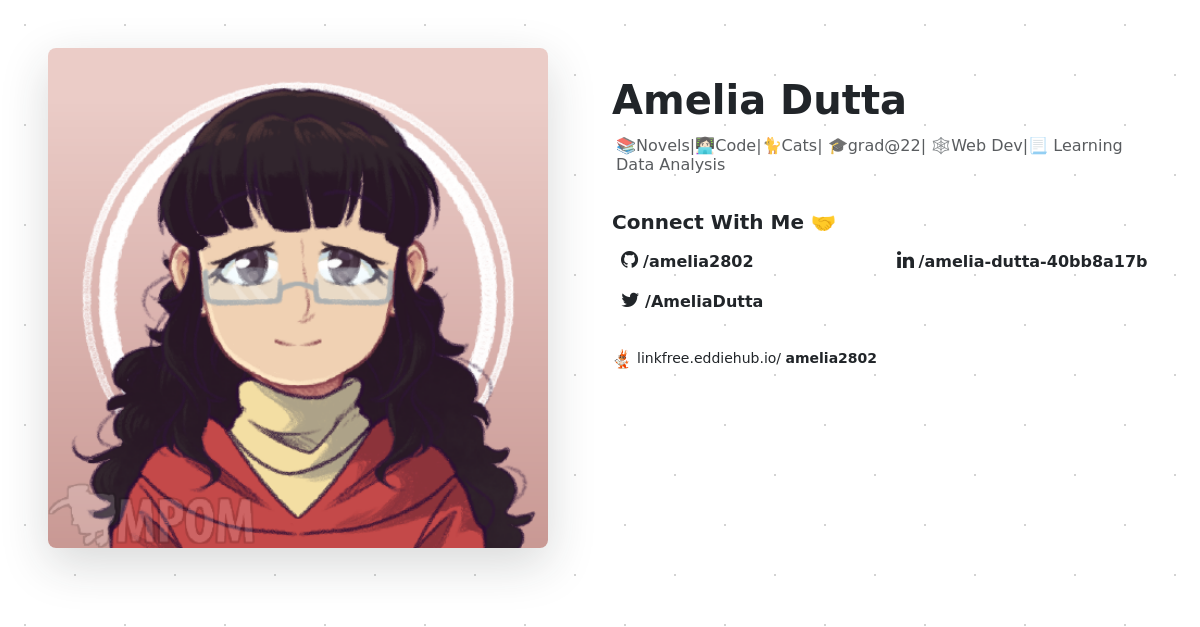 Amelia Dutta
📚Novels|👩🏻‍💻Code|🐈Cats| 🎓grad@22| 🕸️Web Dev|📃 Learning
Data Analysis
Connect With Me 🤝
/amelia2802
/amelia-dutta-40bb8a17b
/AmeliaDutta
linkfree.eddiehub.io/ amelia2802
MPOM